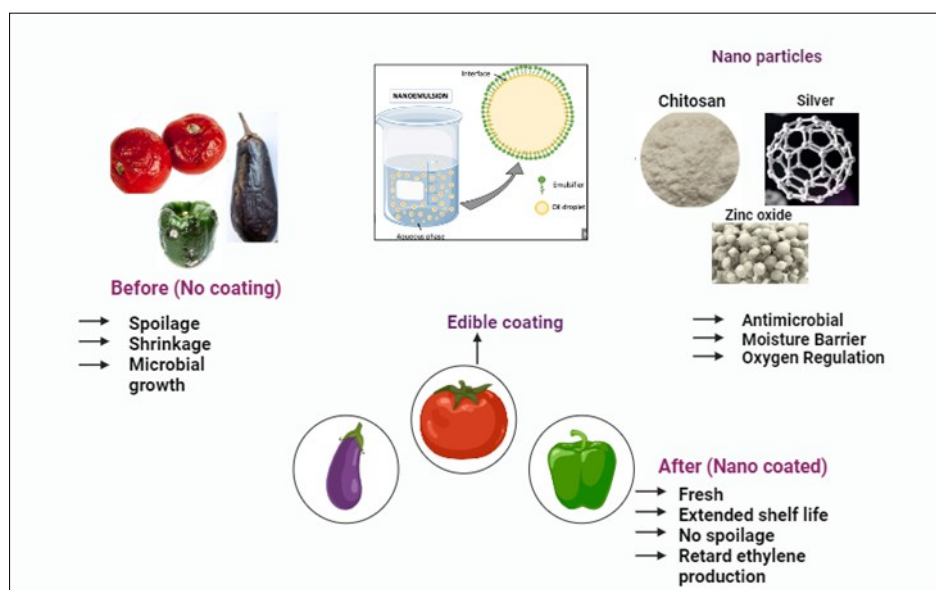 Nano particles
Chitosan
Silver
Zinc oxide
Interface
NANOEMULSION
Emulsifier
Oil droplet
Aqueous phase
Before (No coating)
Spoilage
Shrinkage
Microbial
growth
Antimicrobial
Moisture Barrier
Oxygen Regulation
Edible coating
After (Nano coated)
Fresh
Extended shelf life
No spoilage
Retard ethylene
production